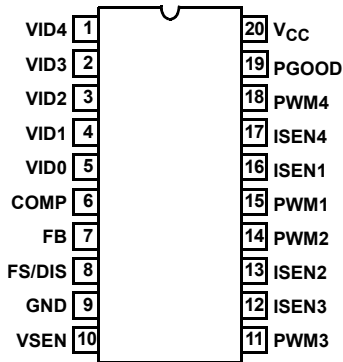 VID4 1 20 VCC
VID3 2 19 PGOOD
VID2 3 18 PWM4
VID1 4 17 ISEN4
VID0 5 16 ISEN1
COMP 6 15 PWM1
FB 7 14 PWM2
FS/DIS 8 13 ISEN2
GND 9 12 ISEN3
VSEN 10 11 PWM3